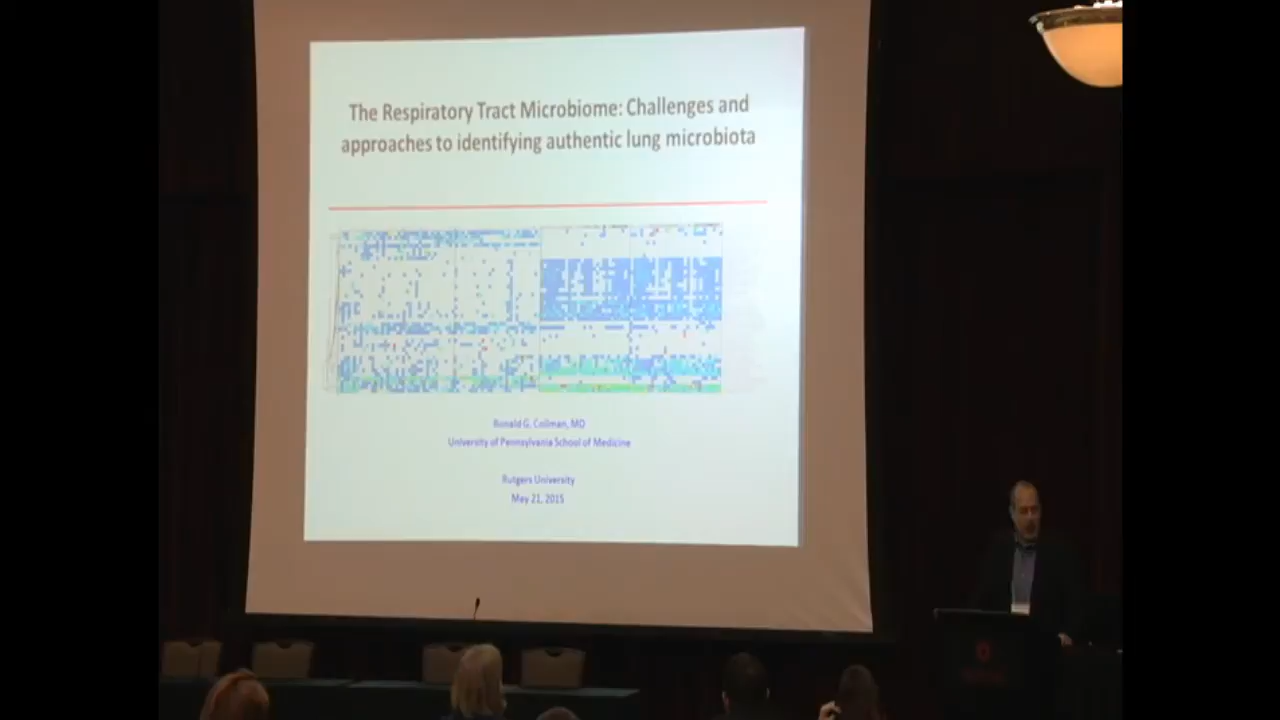 The Respiratory Tract Microbiome: Challenges and
approaches to identifying authentic lung microbiota
Ronald G. Collman, MD
University of Pennsylvania School of Medicine
Rutgers University
May 21, 2015